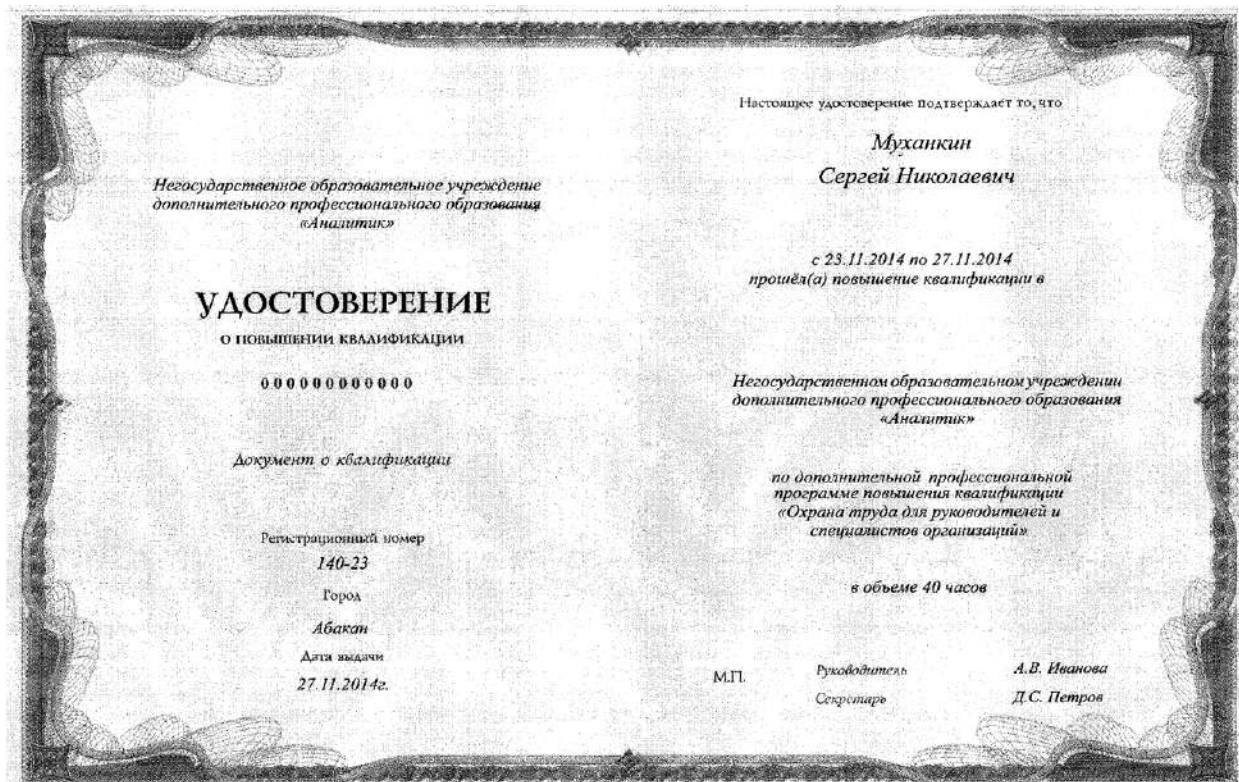 Негосударственное образовательное учреждение
дополнительного профессионального образования
«Аналитик»
УДОСТОВЕРЕНИЕ
О ПОВЫШЕНИИ КВАЛИФИКАЦИИ
000000000000
Документ о квалификации
Регистрационный номер
140-23
Город
Абакан
Дата выдачи
27.11.2014г.
Настоящее удостоверение подтверждает то, что
Муханкин
Сергей Николаевич
с 23.11.2014 по 27.11.2014
прошёл(а) повышение квалификации в
Негосударственном образовательном учреждении
дополнительного профессионального образования
«Аналитик»
по дополнительной профессиональной
программе повышения квалификации
«Охрана труда для руководителей и
специалистов организаций»
в объеме 40 часов
М.П.
Руководитель А.В. Иванова
Секретарь Д.С. Петров